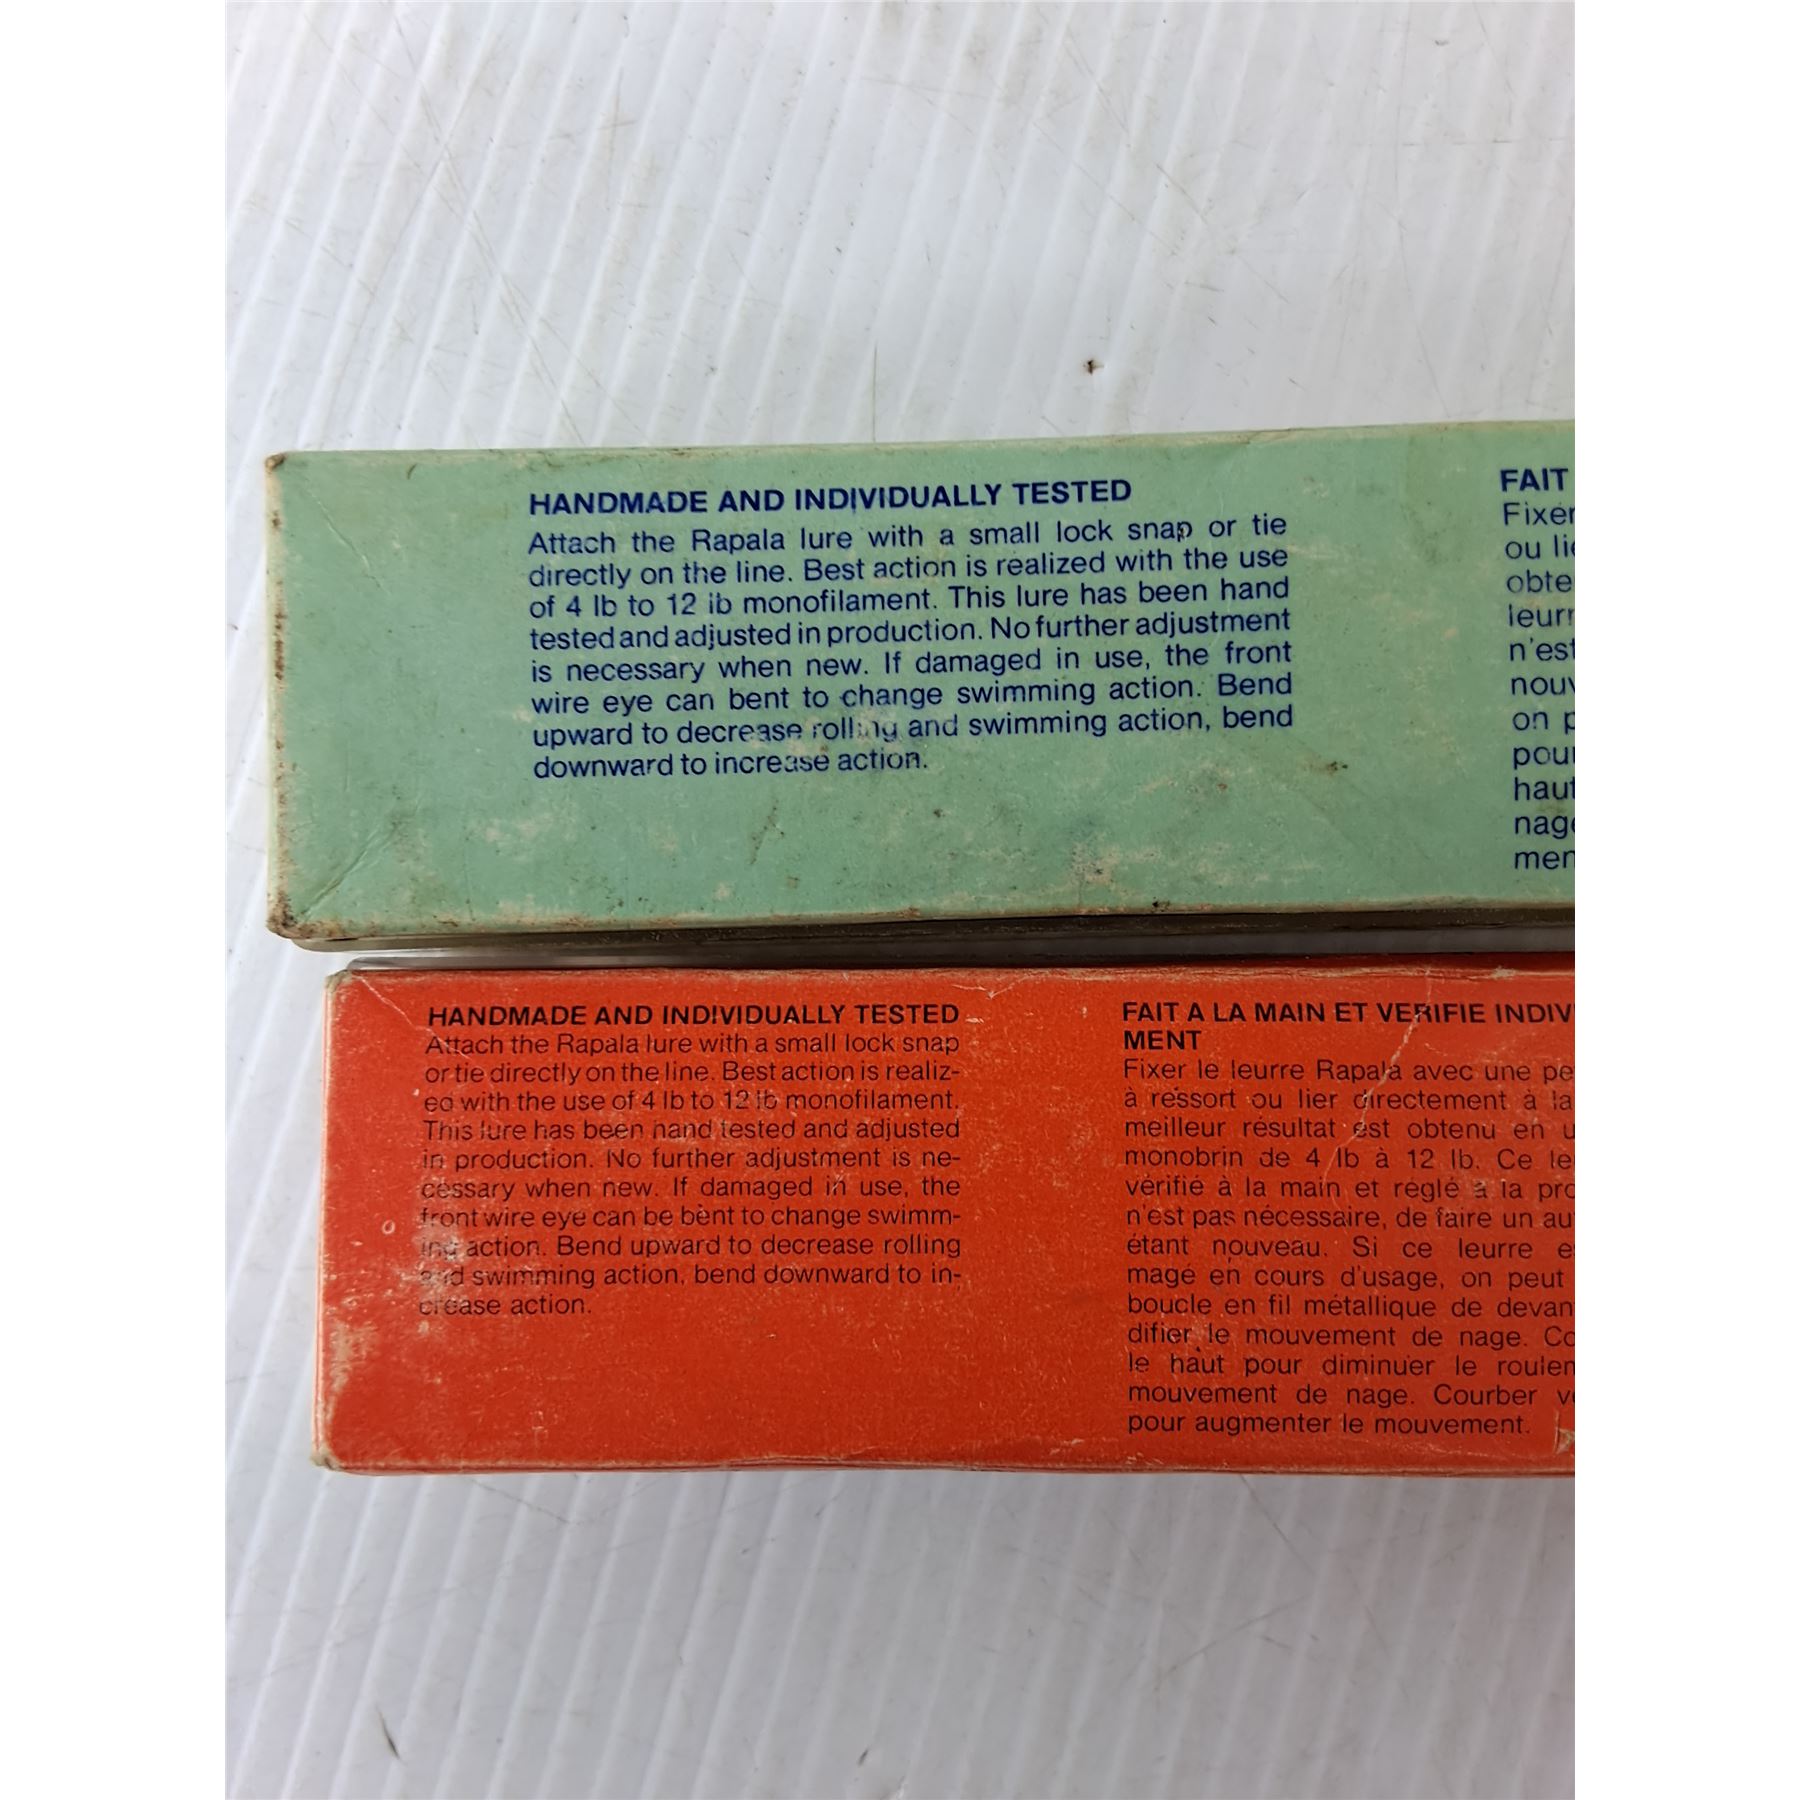 HANDMADE AND INDIVIDUALLY TESTED
Attach the Rapala lure with a small lock snap or tie
directly on the line. Best action is realized with the use
of 4 lb to 12 lb monofilament. This lure has been hand
tested and adjusted in production. No further adjustment
is necessary when new. If damaged in use, the front
wire eye can bent to change swimming action. Bend
upward to decrease rolling and swimming action, bend
downward to increase action.
FAIT
Fixer
ou lie
obte
leurr
n'est
nouv
on p
pour
haut
nage
men
HANDMADE AND INDIVIDUALLY TESTED
Attach the Rapala lure with a small lock snap
or tie directly on the line. Best action is realiz-
ed with the use of 4 lb to 12 lb monofilament.
This lure has been hand tested and adjusted
in production. No further adjustment is ne-
cessary when new. If damaged in use, the
front wire eye can be bent to change swimm-
ing action. Bend upward to decrease rolling
and swimming action, bend downward to in-
crease action.
FAIT A LA MAIN ET VERIFIE INDIV
MENT
Fixer le leurre Rapala avec une pe
à ressort ou lier directement à la
meilleur résultat est obtenu en u
monobrin de 4 lb à 12 lb. Ce le
vérifié à la main et réglé à la pro
n'est pas nécessaire, de faire un au
étant nouveau. Si ce leurre e
magé en cours d'usage, on peut
boucle en fil métallique de devan
difier le mouvement de nage. Co
le haut pour diminuer le roulem
mouvement de nage. Courber ve
pour augmenter le mouvement.